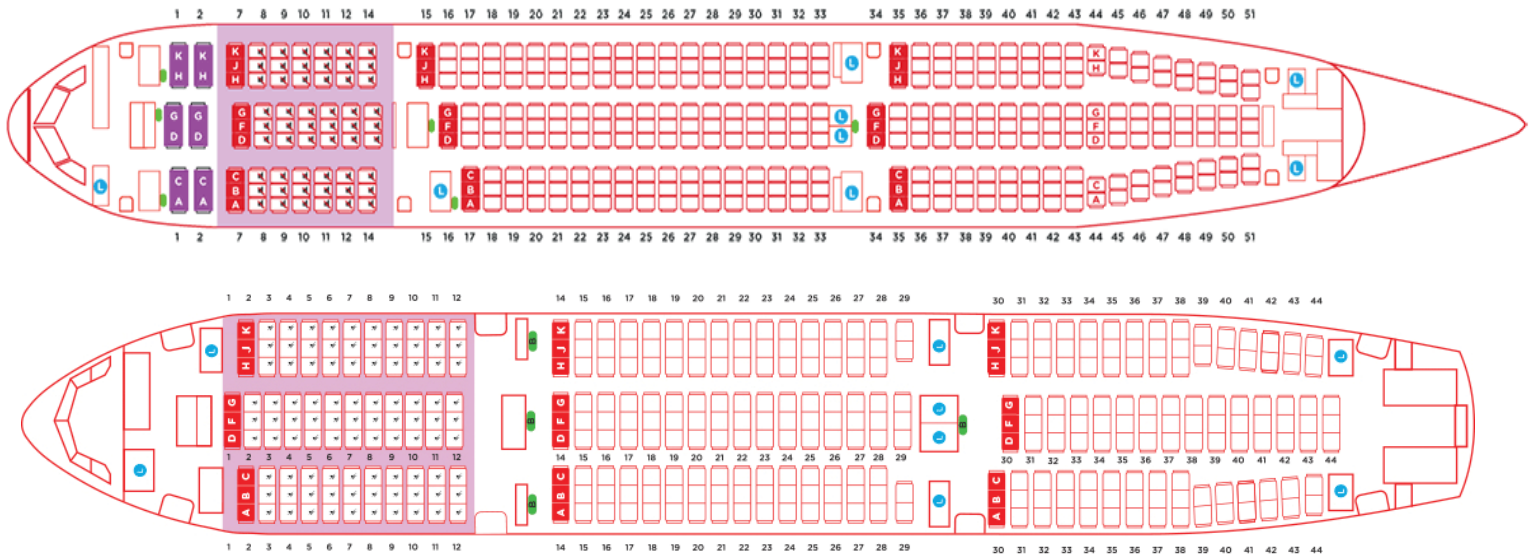 1 2 7 8 9 10 11 12 14 15 16 17 18 19 20 21 22 23 24 25 26 27 28 29 30 31 32 33 34 35 36 37 38 39 40 41 42 43 44 45 46 47 48 49 50 51
K K K K K K
H H J J J H
H H H
L L
G G G G G G
F F F F
D D D D D D
L
L
C C C C C C
L B B B L
A A A A A A
L L
1 2 7 8 9 10 11 12 14 15 16 17 18 19 20 21 22 23 24 25 26 27 28 29 30 31 32 33 34 35 36 37 38 39 40 41 42 43 44 45 46 47 48 49 50 51
1 2 3 4 5 6 7 8 9 10 11 12 14 15 16 17 18 19 20 21 22 23 24 25 26 27 28 29 30 31 32 33 34 35 36 37 38 39 40 41 42 43 44
L H J K B H J K L H J K L
D F G B D F G L L B D F G
1 2 3 4 5 6 7 8 9 10 11 12 14 15 16 17 18 19 20 21 22 23 24 25 26 27 28 29 30 31 32 33 34 35 36 37 38 39 40 41 42 43 44
L A B C B A B C L A B C L
1 2 3 4 5 6 7 8 9 10 11 12 14 15 16 17 18 19 20 21 22 23 24 25 26 27 28 29 30 31 32 33 34 35 36 37 38 39 40 41 42 43 44